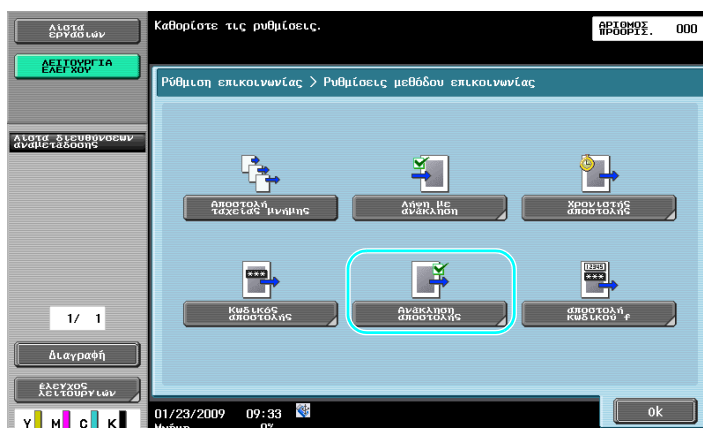 Λίστα
εργασιών
Καθορίστε τις ρυθμίσεις.
ΑΡΙΘΜΟΣ
ΠΡΟΟΡΙΣ.
000
ΛΕΙΤΟΥΡΓΙΑ
ΕΛΕΓΧΟΥ
Ρύθμιση επικοινωνίας > Ρυθμίσεις μεθόδου επικοινωνίας
Λίστα διευθύνσεων
αναμετάδοσης
Αποστολή
ταχείας μνήμης
Λήψη με
ανάκληση
Χρονιστής
αποστολής
Κωδικός
αποστολής
Ανάκληση
αποστολής
αποστολή
κωδικού F
1/ 1
Διαγραφή
έλεγχος
λειτουργιών
Y M C K
01/23/2009 09:33
Μνήμη 0%
ok